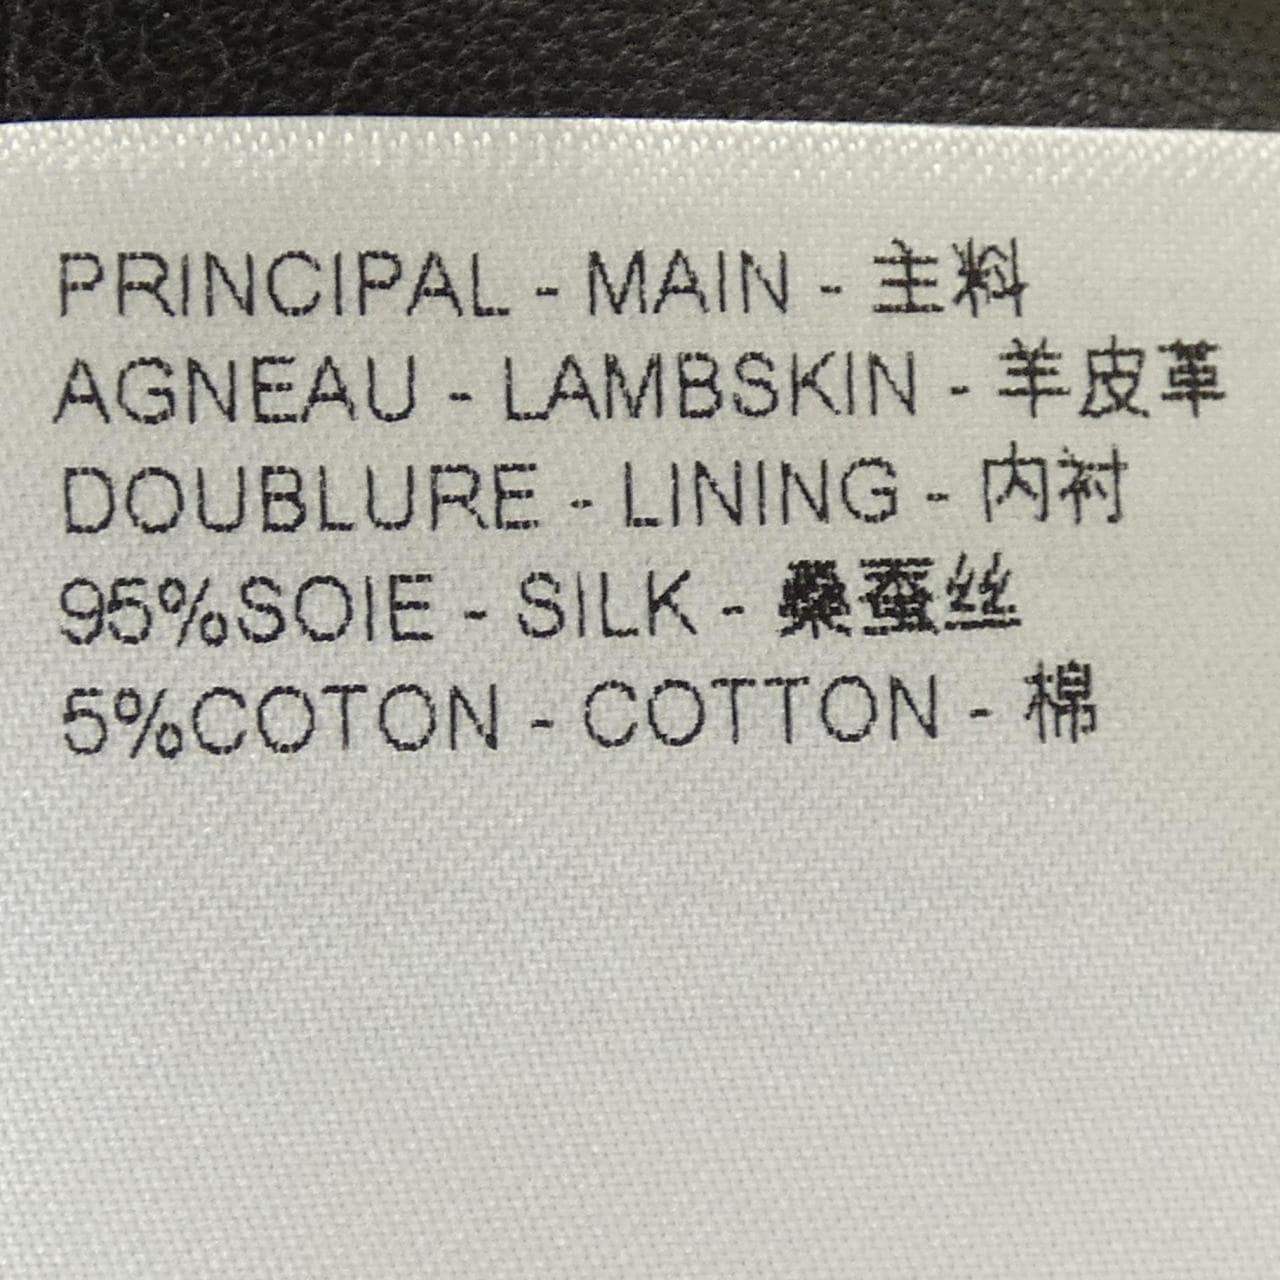 PRINCIPAL - MAIN - 主料
AGNEAU - LAMBSKIN - 羊皮革
DOUBLURE - LINING - 内衬
95%SOIE - SILK - 桑蚕丝
5%COTON - COTTON - 棉